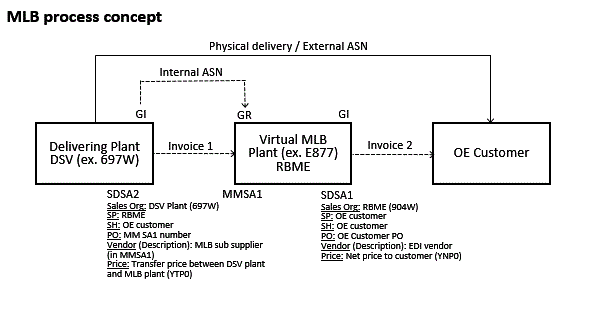 MLB process concept
Physical delivery / External ASN
Internal ASN
GI
GR
GI
Delivering Plant
DSV (ex. 697W)
Invoice 1
Virtual MLB
Plant (ex. E877)
RBME
Invoice 2
OE Customer
SDSA2
Sales Org: DSV Plant (697W)
SP: RBME
SH: OE customer
PO: MM SA1 number
Vendor (Description): MLB sub supplier
(in MMSA1)
Price: Transfer price between DSV plant
and MLB plant (YTP0)
MMSA1
SDSA1
Sales Org: RBME (904W)
SP: OE customer
SH: OE customer
PO: OE Customer PO
Vendor (Description): EDI vendor
Price: Net price to customer (YNP0)